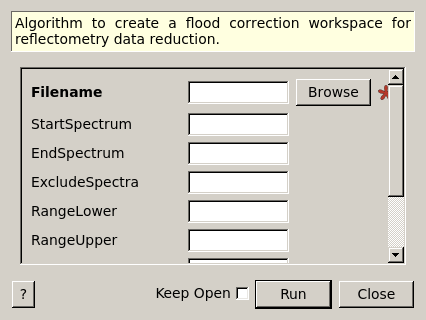 Algorithm to create a flood correction workspace for
reflectometry data reduction.
Filename Browse
StartSpectrum
EndSpectrum
ExcludeSpectra
RangeLower
RangeUpper
? Keep Open Run Close